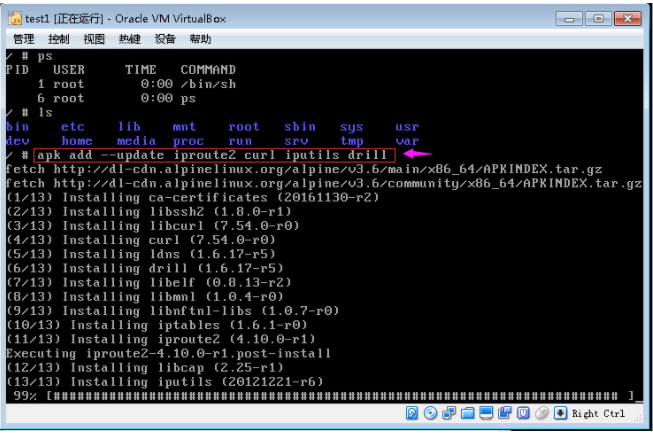 test1 [正在运行] - Oracle VM VirtualBox
管理 控制 视图 热键 设备 帮助
/ # ps
PID USER TIME COMMAND
1 root 0:00 /bin/sh
6 root 0:00 ps
/ # ls
bin etc lib mnt root sbin sys usr
dev home media proc run srv tmp var
/ # apk add --update iproute2 curl iputils drill
fetch http://dl-cdn.alpinelinux.org/alpine/v3.6/main/x86_64/APKINDEX.tar.gz
fetch http://dl-cdn.alpinelinux.org/alpine/v3.6/community/x86_64/APKINDEX.tar.gz
(1/13) Installing ca-certificates (20161130-r2)
(2/13) Installing libssh2 (1.8.0-r1)
(3/13) Installing libcurl (7.54.0-r0)
(4/13) Installing curl (7.54.0-r0)
(5/13) Installing ldns (1.6.17-r5)
(6/13) Installing drill (1.6.17-r5)
(7/13) Installing libelf (0.8.13-r2)
(8/13) Installing libmnl (1.0.4-r0)
(9/13) Installing libnftnl-libs (1.0.7-r0)
(10/13) Installing iptables (1.6.1-r0)
(11/13) Installing iproute2 (4.10.0-r1)
Executing iproute2-4.10.0-r1.post-install
(12/13) Installing libcap (2.25-r1)
(13/13) Installing iputils (20121221-r6)
99% [####################################################################### ]_
Right Ctrl